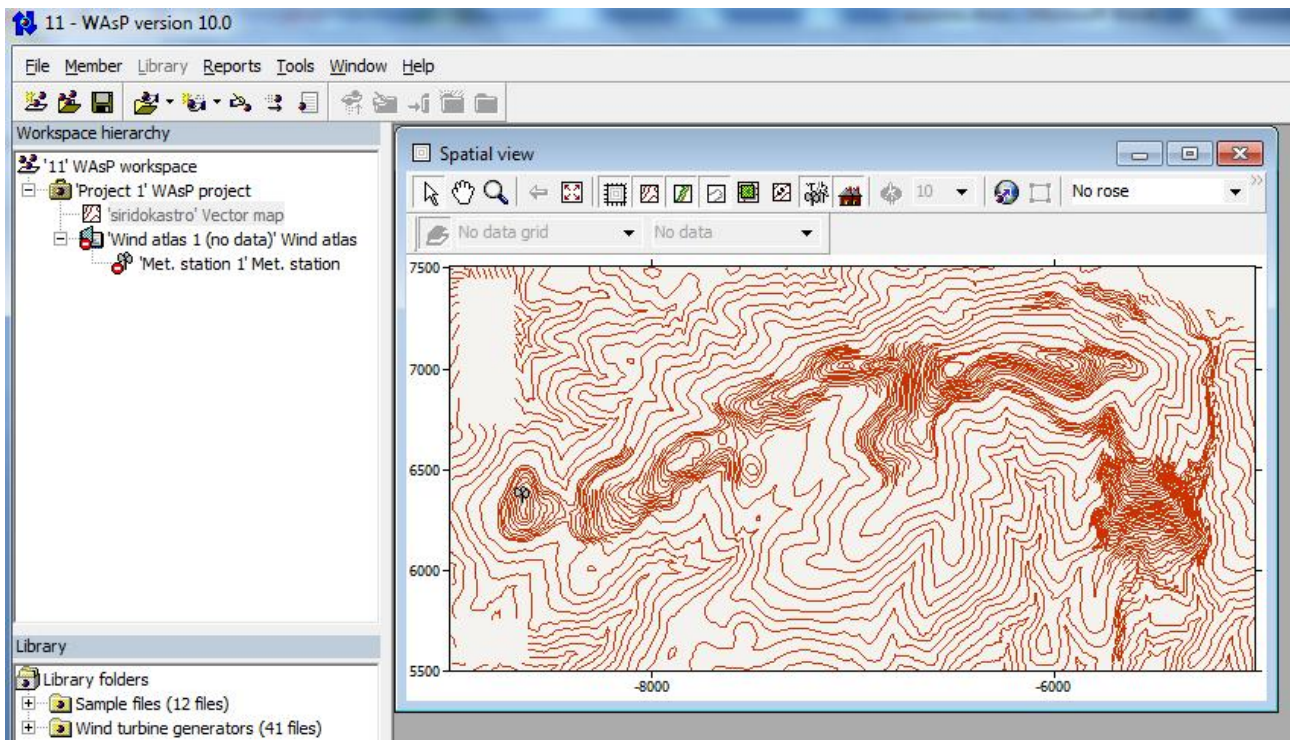 11 - WAsP version 10.0
File Member Library Reports Tools Window Help
Workspace hierarchy
'11' WAsP workspace
'Project 1' WAsP project
'siridokastro' Vector map
'Wind atlas 1 (no data)' Wind atlas
'Met. station 1' Met. station
Spatial view
10
No rose
No data grid
No data
7500
7000
6500
6000
5500
-8000
-6000
Library
Library folders
Sample files (12 files)
Wind turbine generators (41 files)